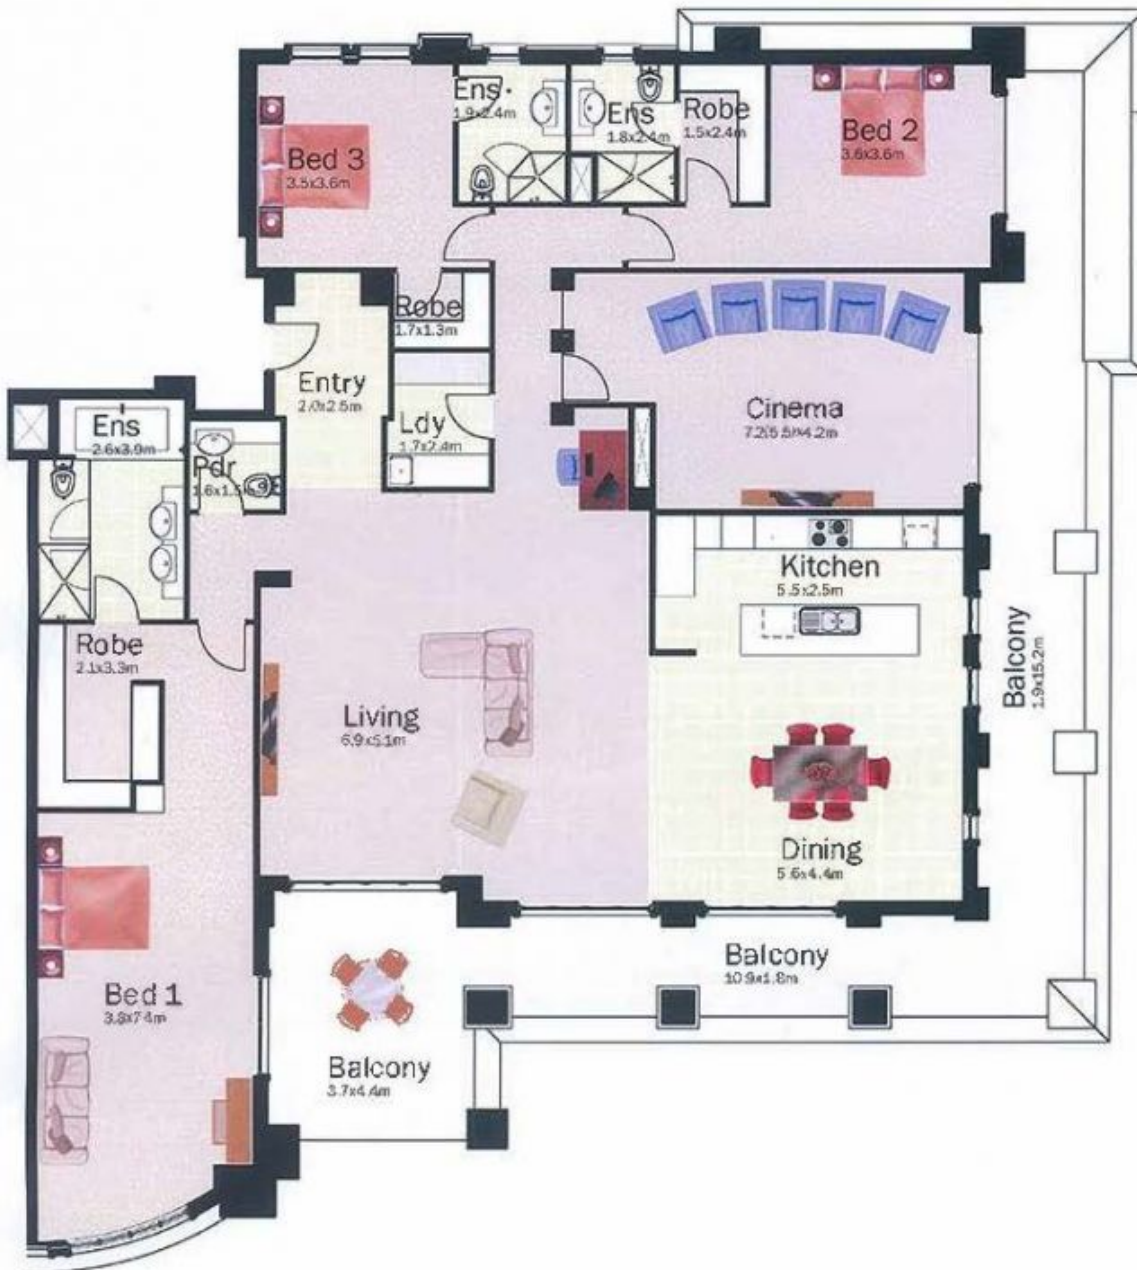 Ens.
1.9x2.4m
Ens
1.8x2.4m
Robe
1.5x2.4m
Bed 2
3.6x3.6m
Bed 3
3.5x3.6m
Robe
1.7x1.3m
Entry
2.0x2.5m
Ldy
1.7x2.4m
Cinema
7.2(5.5)x4.2m
Ens
2.6x3.9m
Pdr
Kitchen
5.5x2.5m
Robe
2.1x3.3m
Balcony
1.9x15.2m
Living
6.9x5.1m
Dining
5.6x4.4m
Balcony
10.9x1.8m
Bed 1
3.8x7.4m
Balcony
3.7x4.4m